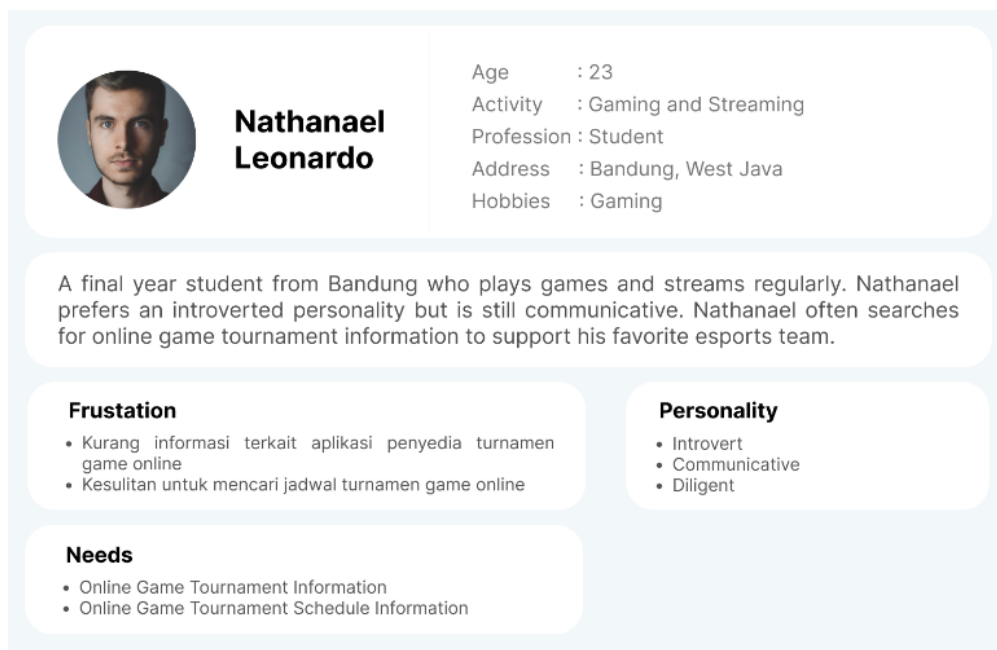 Nathanael
Leonardo
Age : 23
Activity : Gaming and Streaming
Profession : Student
Address : Bandung, West Java
Hobbies : Gaming
A final year student from Bandung who plays games and streams regularly. Nathanael
prefers an introverted personality but is still communicative. Nathanael often searches
for online game tournament information to support his favorite esports team.
Frustation
• Kurang informasi terkait aplikasi penyedia turnamen
game online
• Kesulitan untuk mencari jadwal turnamen game online
Personality
• Introvert
• Communicative
• Diligent
Needs
• Online Game Tournament Information
• Online Game Tournament Schedule Information